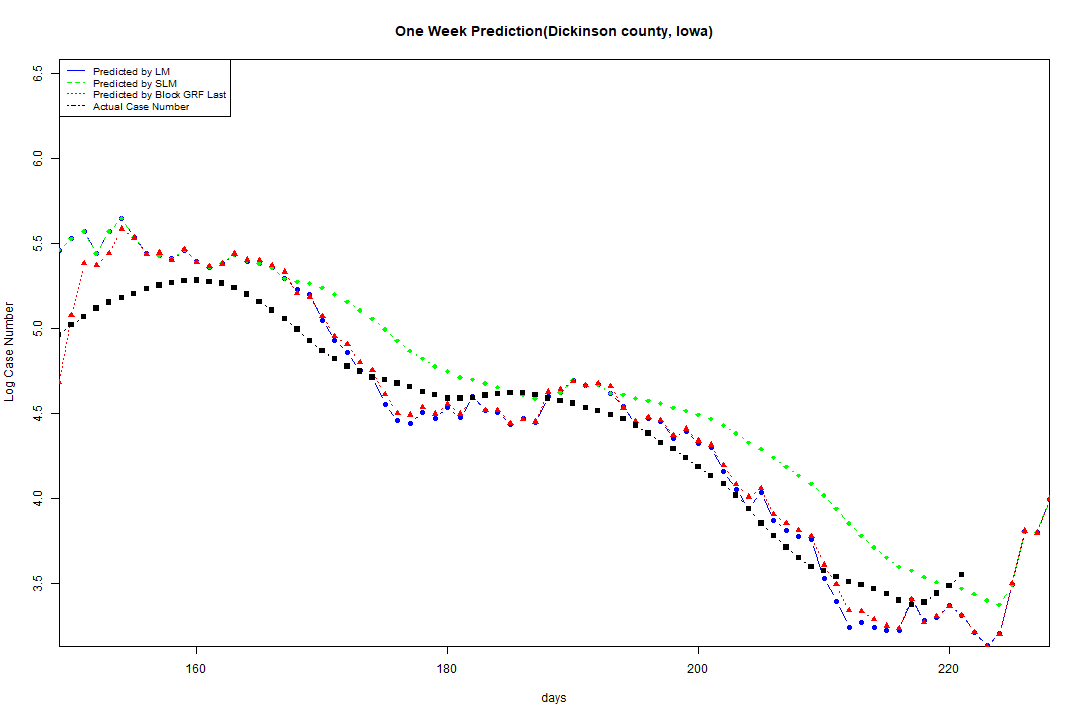 One Week Prediction(Dickinson county, Iowa)
Predicted by LM
Predicted by SLM
Predicted by Block GRF Last
Actual Case Number
6.5
6.0
5.5
5.0
4.5
4.0
3.5
Log Case Number
160 180 200 220
days